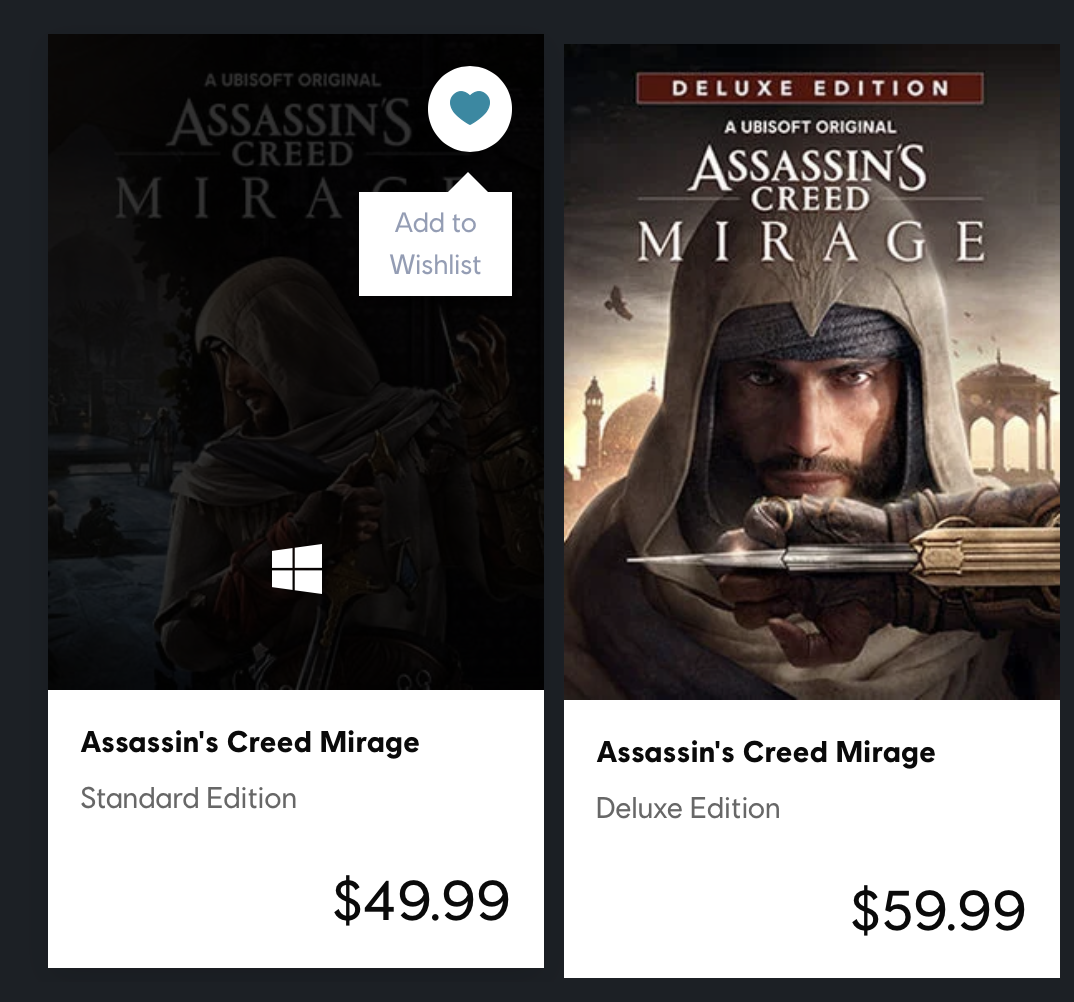 A UBISOFT ORIGINAL
ASSASSIN'S
CREED
MIRAGE
Add to
Wishlist
Assassin's Creed Mirage
Standard Edition
$49.99
DELUXE EDITION
A UBISOFT ORIGINAL
ASSASSIN'S
CREED
MIRAGE
Assassin's Creed Mirage
Deluxe Edition
$59.99